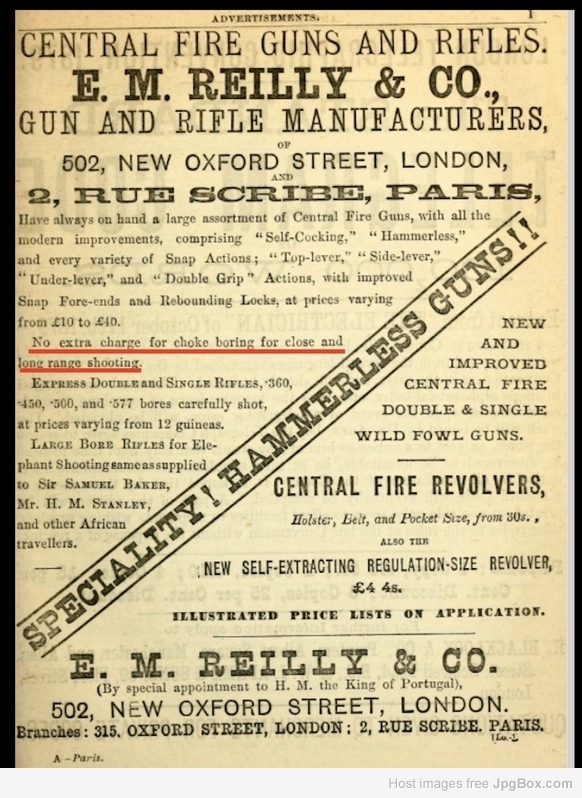 ADVERTISEMENTS.
CENTRAL FIRE GUNS AND RIFLES.
E. M. REILLY & CO.,
GUN AND RIFLE MANUFACTURERS,
OF
502, NEW OXFORD STREET, LONDON,
AND
2, RUE SCRIBE, PARIS,
Have always on hand a large assortment of Central Fire Guns, with all the
modern improvements, comprising "Self-Cocking," "Hammerless,"
and every variety of Snap Actions; "Top-lever," "Side-lever,"
"Under-lever," and "Double Grip" Actions, with improved
Snap Fore-ends and Rebounding Locks, at prices varying
from £10 to £40.
No extra charge for choke boring for close and
long range shooting.
EXPRESS DOUBLE and SINGLE RIFLES, ·360,
·450, ·500, and ·577 bores carefully shot,
at prices varying from 12 guineas.
LARGE BORE RIFLES for Ele-
phant Shooting same as supplied
to Sir SAMUEL BAKER,
Mr. H. M. STANLEY,
and other African
travellers.
SPECIALITY! HAMMERLESS GUNS!!
NEW
AND
IMPROVED
CENTRAL FIRE
DOUBLE & SINGLE
WILD FOWL GUNS.
CENTRAL FIRE REVOLVERS,
Holster, Belt, and Pocket Size, from 30s.,
ALSO THE
NEW SELF-EXTRACTING REGULATION-SIZE REVOLVER,
£4 4s.
ILLUSTRATED PRICE LISTS ON APPLICATION.
E. M. REILLY & CO.
(By special appointment to H. M. the King of Portugal),
502, NEW OXFORD STREET, LONDON.
Branches: 315, OXFORD STREET, LONDON; 2, RUE SCRIBE, PARIS.
A - Paris.
Host images free JpgBox.com